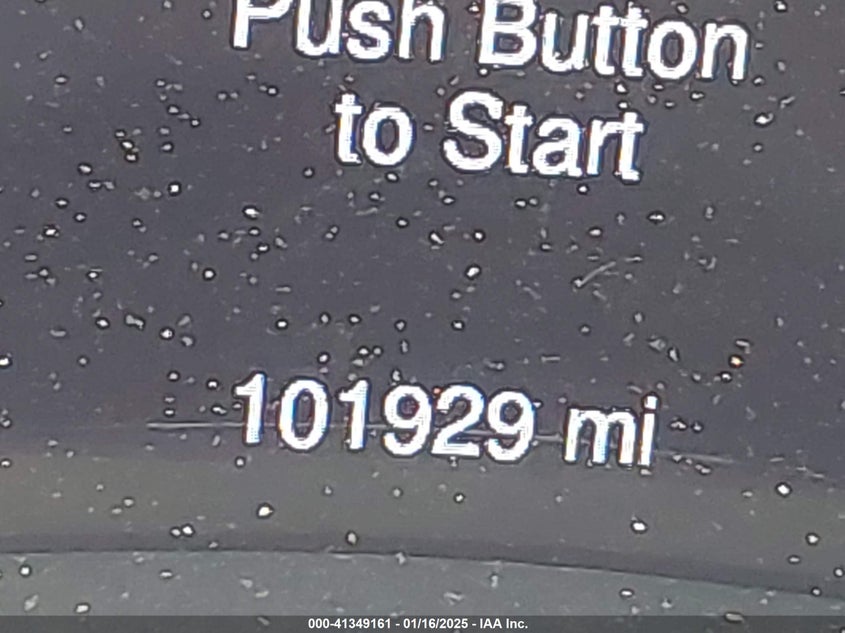 Push Button
to Start
101929 mi
000-41349161 - 01/16/2025 - IAA Inc.